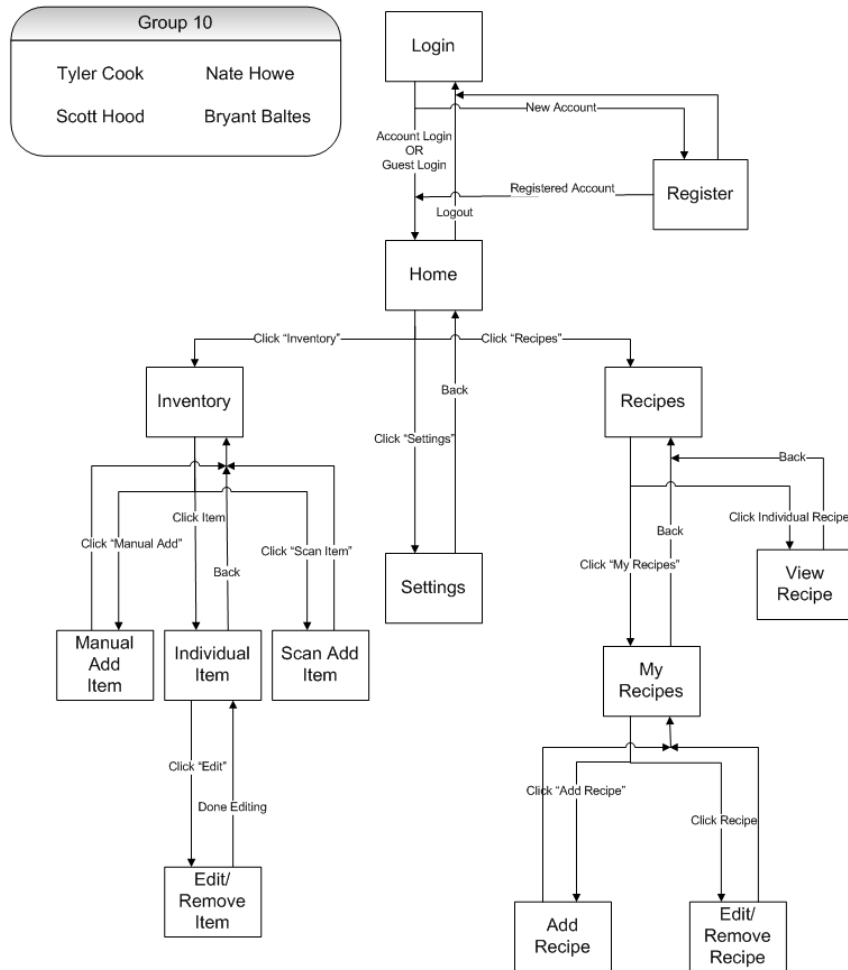 Group 10
Tyler Cook
Nate Howe
Scott Hood
Bryant Baltes
Login
New Account
Account Login
OR
Guest Login
Registered Account
Register
Logout
Home
Click “Inventory”
Click “Recipes”
Inventory
Recipes
Back
Click “Settings”
Back
Click Item
Click Individual Recipe
Click “Manual Add”
Click “Scan Item”
Back
Back
Click “My Recipes”
Settings
View
Recipe
Manual
Add
Item
Individual
Item
Scan Add
Item
My
Recipes
Click “Edit”
Click “Add Recipe”
Done Editing
Click Recipe
Edit/
Remove
Item
Add
Recipe
Edit/
Remove
Recipe